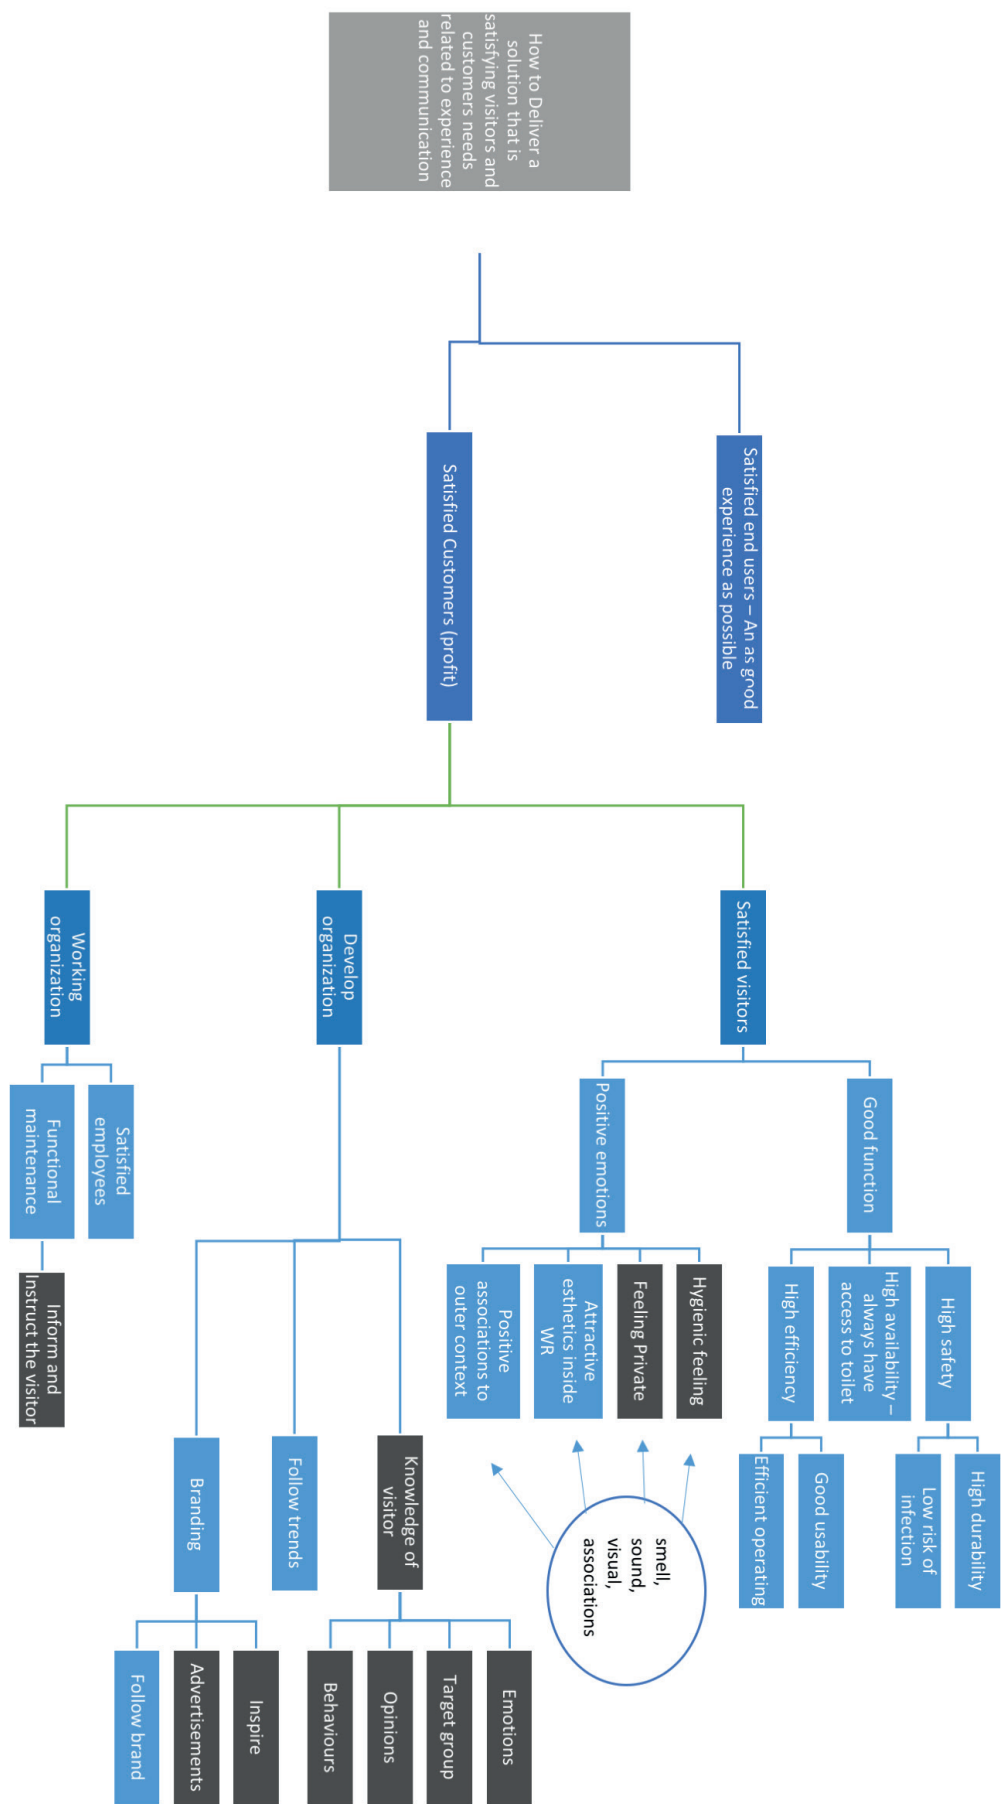 How to Deliver a
solution that is
satisfying visitors and
customers needs
related to experience
and communication
Satisfied end users – An as good
experience as possible
Satisfied Customers (profit)
Satisfied visitors
Good function
High safety
High durability
Low risk of
infection
High availability –
always have
access to toilet
High efficiency
Good usability
Efficient operating
Positive emotions
Hygienic feeling
Feeling Private
Attractive
esthetics inside
WR
Positive
associations to
outer context
smell,
sound,
visual,
associations
Develop
organization
Knowledge of
visitor
Emotions
Target group
Opinions
Behaviours
Follow trends
Branding
Inspire
Advertisements
Follow brand
Working
organization
Satisfied
employees
Functional
maintenance
Inform and
Instruct the visitor